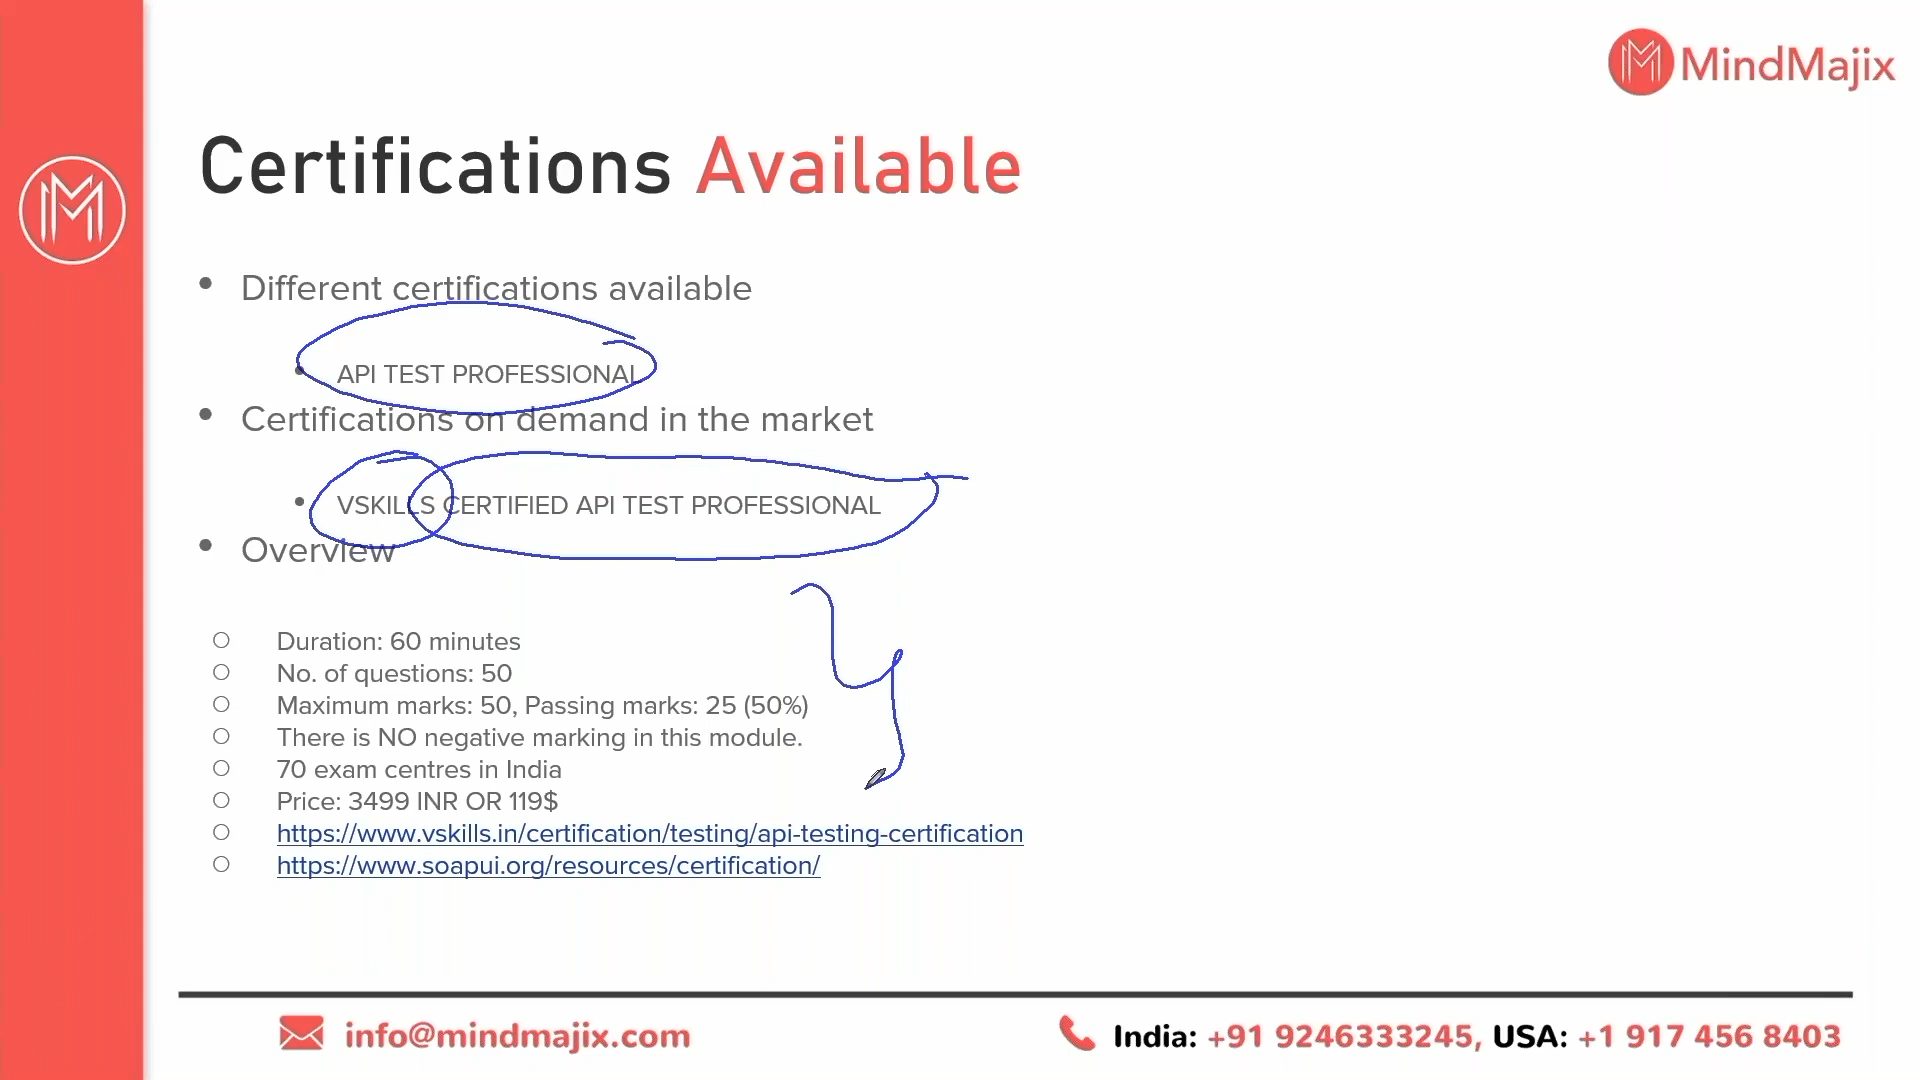 MindMajix
Certifications Available
• Different certifications available
• API TEST PROFESSIONAL
• Certifications on demand in the market
• VSKILLS CERTIFIED API TEST PROFESSIONAL
• Overview
○ Duration: 60 minutes
○ No. of questions: 50
○ Maximum marks: 50, Passing marks: 25 (50%)
○ There is NO negative marking in this module.
○ 70 exam centres in India
○ Price: 3499 INR OR 119$
○ https://www.vskills.in/certification/testing/api-testing-certification
○ https://www.soapui.org/resources/certification/
info@mindmajix.com India: +91 9246333245, USA: +1 917 456 8403